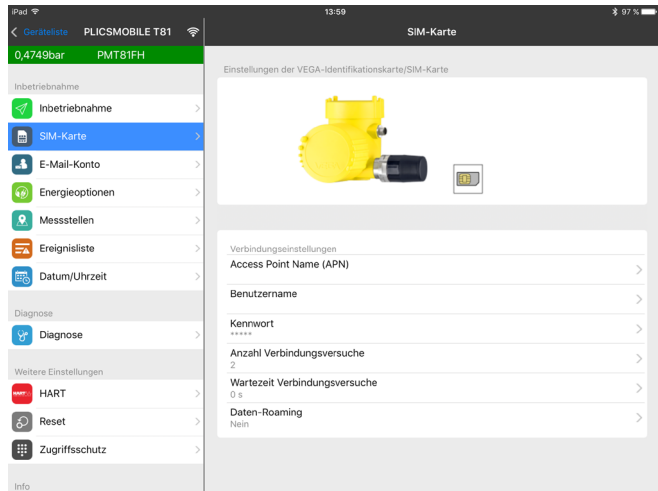 iPad 13:59 97 %
Geräteliste PLICSMOBILE T81 SIM-Karte
0,4749bar PMT81FH
Inbetriebnahme
Inbetriebnahme
SIM-Karte
E-Mail-Konto
Energieoptionen
Messstellen
Ereignisliste
Datum/Uhrzeit
Diagnose
Diagnose
Weitere Einstellungen
HART
Reset
Zugriffsschutz
Info
Einstellungen der VEGA-Identifikationskarte/SIM-Karte
Verbindungseinstellungen
Access Point Name (APN)
Benutzername
Kennwort
*****
Anzahl Verbindungsversuche
2
Wartezeit Verbindungsversuche
0 s
Daten-Roaming
Nein